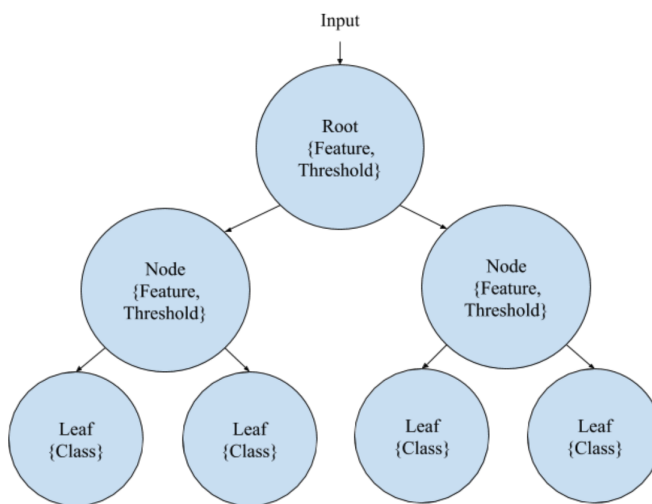 Input
Root
{Feature,
Threshold}
Node
{Feature,
Threshold}
Node
{Feature,
Threshold}
Leaf
{Class}
Leaf
{Class}
Leaf
{Class}
Leaf
{Class}